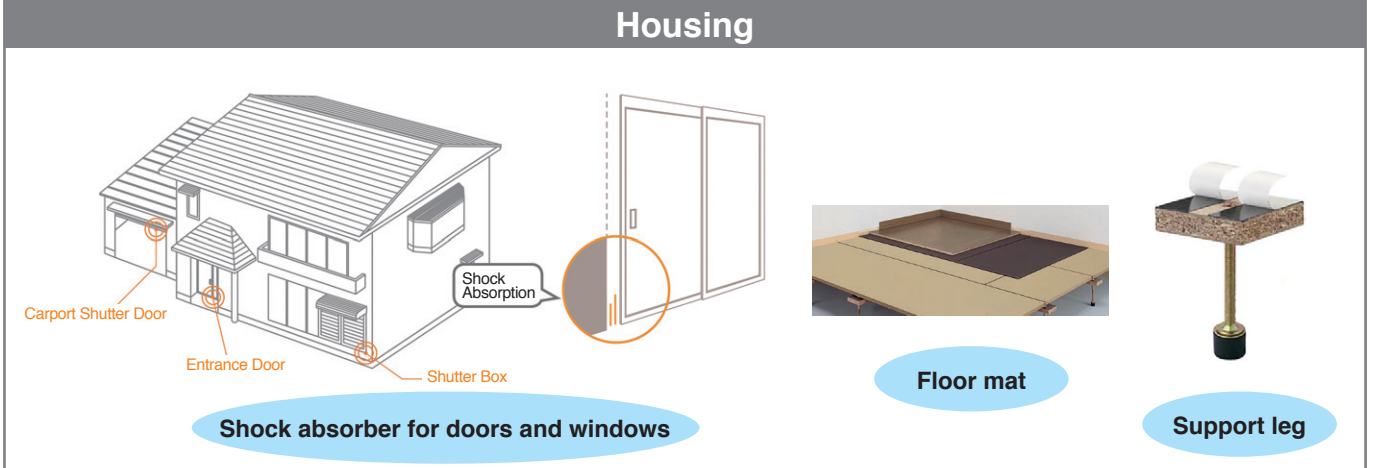 Housing
Shock
Absorption
Carport Shutter Door
Entrance Door
Shutter Box
Shock absorber for doors and windows
Floor mat
Support leg